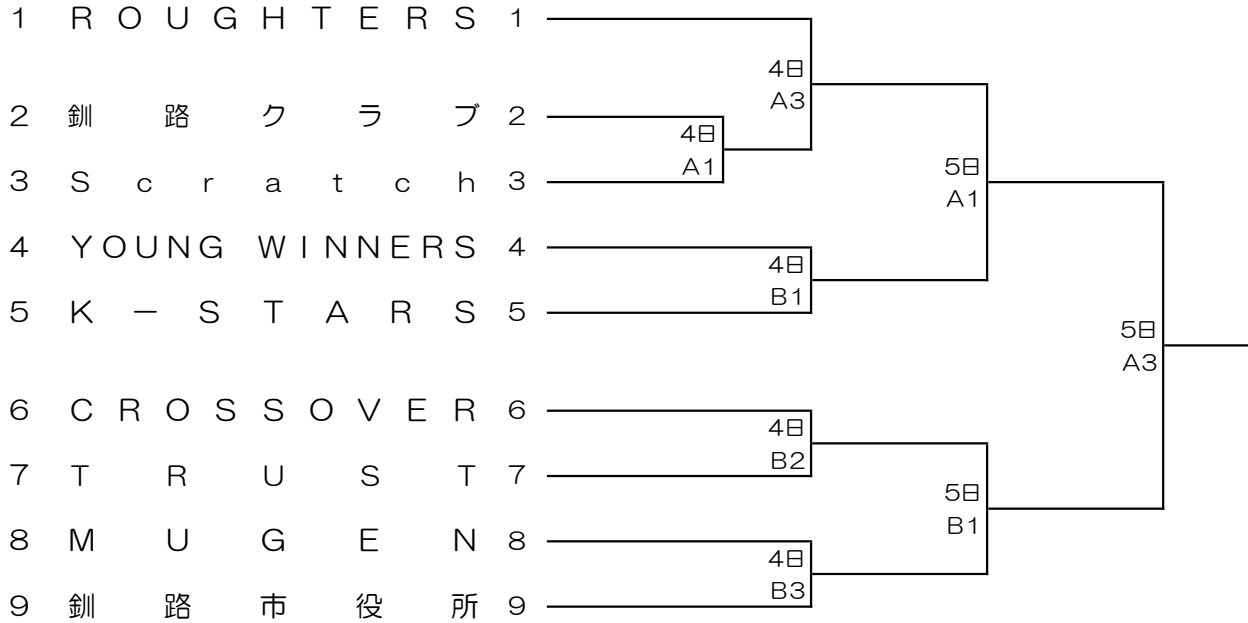 1 ROUGHTERS 1
4日
A3
2 釧路クラブ 2
4日
A1
3 Scratch 3
5日
A1
4 YOUNG WINNERS 4
4日
B1
5 K－STARS 5
5日
A3
6 CROSSOVER 6
4日
B2
7 TRUST 7
5日
B1
8 MUGEN 8
4日
B3
9 釧路市役所 9